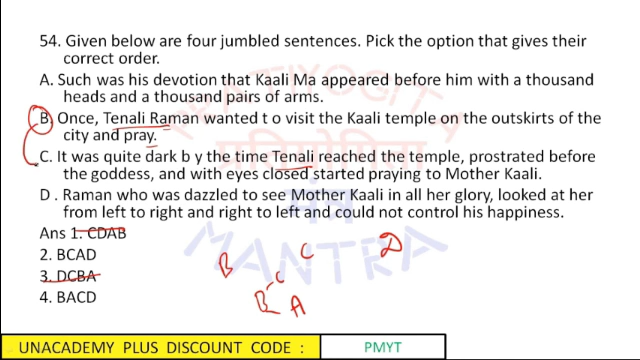 54. Given below are four jumbled sentences. Pick the option that gives their
correct order.
A. Such was his devotion that Kaali Ma appeared before him with a thousand
heads and a thousand pairs of arms.
B. Once, Tenali Raman wanted t o visit the Kaali temple on the outskirts of the
city and pray.
C. It was quite dark b y the time Tenali reached the temple, prostrated before
the goddess, and with eyes closed started praying to Mother Kaali.
D . Raman who was dazzled to see Mother Kaali in all her glory, looked at her
from left to right and right to left and could not control his happiness.
Ans 1. CDAB
2. BCAD
3. DCBA
4. BACD
B C D
C
B A
PRATIYOGITA
प्रतियोगिता
मंत्र
MANTRA
UNACADEMY PLUS DISCOUNT CODE : PMYT